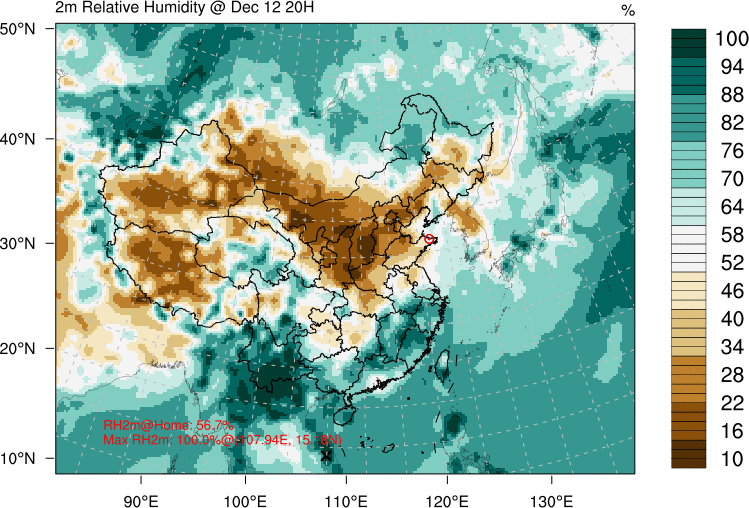 2m Relative Humidity @ Dec 12 20H
%
50°N
40°N
30°N
20°N
10°N
90°E
100°E
110°E
120°E
130°E
100
94
88
82
76
70
64
58
52
46
40
34
28
22
16
10
RH2m@Home: 56.7%
Max RH2m: 100.0%@(107.94E, 15.18N)